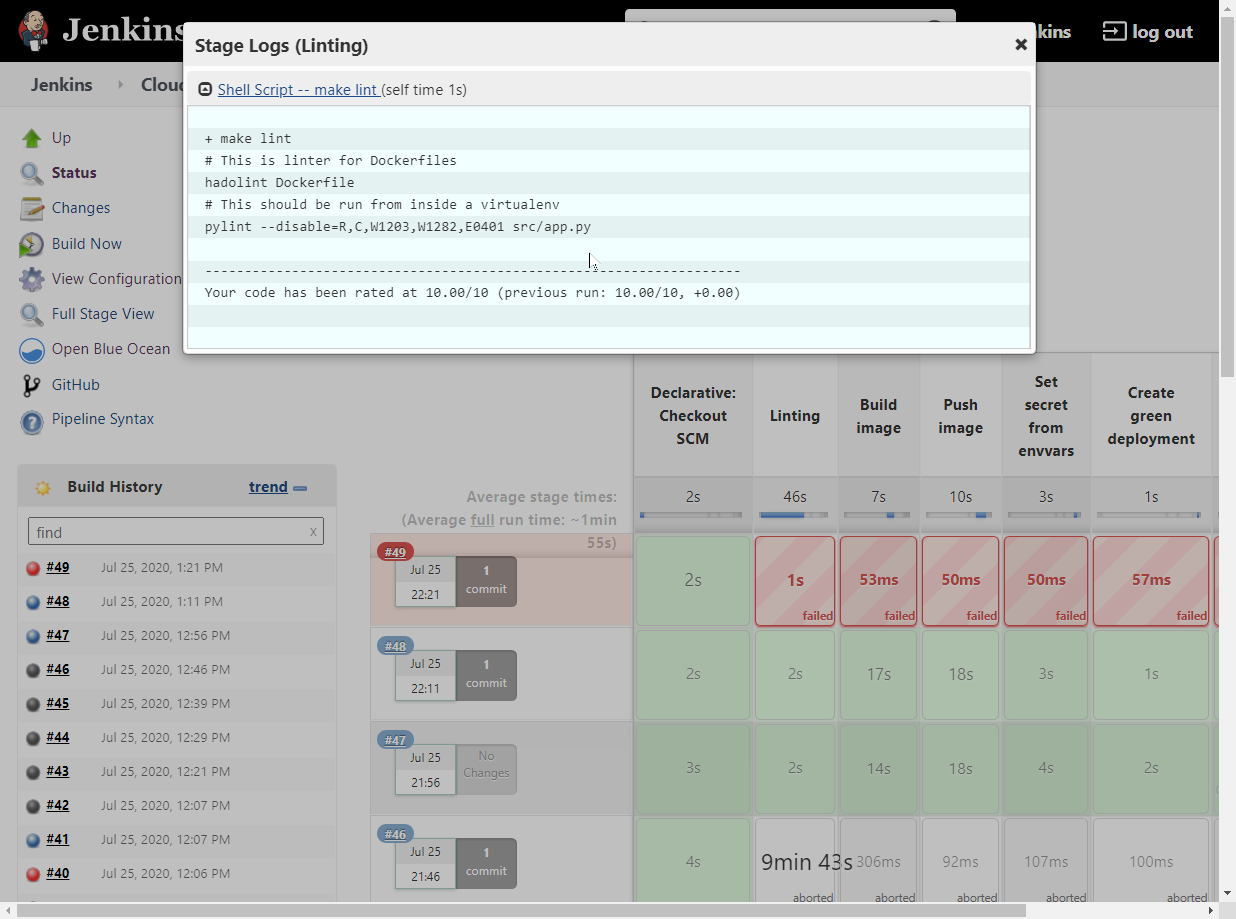 Jenkins
kins
log out
Jenkins
Cloud
Stage Logs (Linting)
Shell Script -- make lint (self time 1s)
+ make lint
# This is linter for Dockerfiles
hadolint Dockerfile
# This should be run from inside a virtualenv
pylint --disable=R,C,W1203,W1282,E0401 src/app.py
--------------------------------------------------------------------
Your code has been rated at 10.00/10 (previous run: 10.00/10, +0.00)
Up
Status
Changes
Build Now
View Configuration
Full Stage View
Open Blue Ocean
GitHub
Pipeline Syntax
Build History
trend
find
x
#49 Jul 25, 2020, 1:21 PM
#48 Jul 25, 2020, 1:11 PM
#47 Jul 25, 2020, 12:56 PM
#46 Jul 25, 2020, 12:46 PM
#45 Jul 25, 2020, 12:39 PM
#44 Jul 25, 2020, 12:29 PM
#43 Jul 25, 2020, 12:21 PM
#42 Jul 25, 2020, 12:07 PM
#41 Jul 25, 2020, 12:07 PM
#40 Jul 25, 2020, 12:06 PM
Declarative:
Checkout
SCM
Linting
Build
image
Push
image
Set
secret
from
envvars
Create
green
deployment
Average stage times:
(Average full run time: ~1min
55s)
2s 46s 7s 10s 3s 1s
#49
Jul 25
22:21
1
commit
2s
1s
failed
53ms
failed
50ms
failed
50ms
failed
57ms
failed
#48
Jul 25
22:11
1
commit
2s 2s 17s 18s 3s 1s
#47
Jul 25
21:56
No
Changes
3s 2s 14s 18s 4s 2s
#46
Jul 25
21:46
1
commit
4s
9min 43s
aborted
306ms
aborted
92ms
aborted
107ms
aborted
100ms
aborted